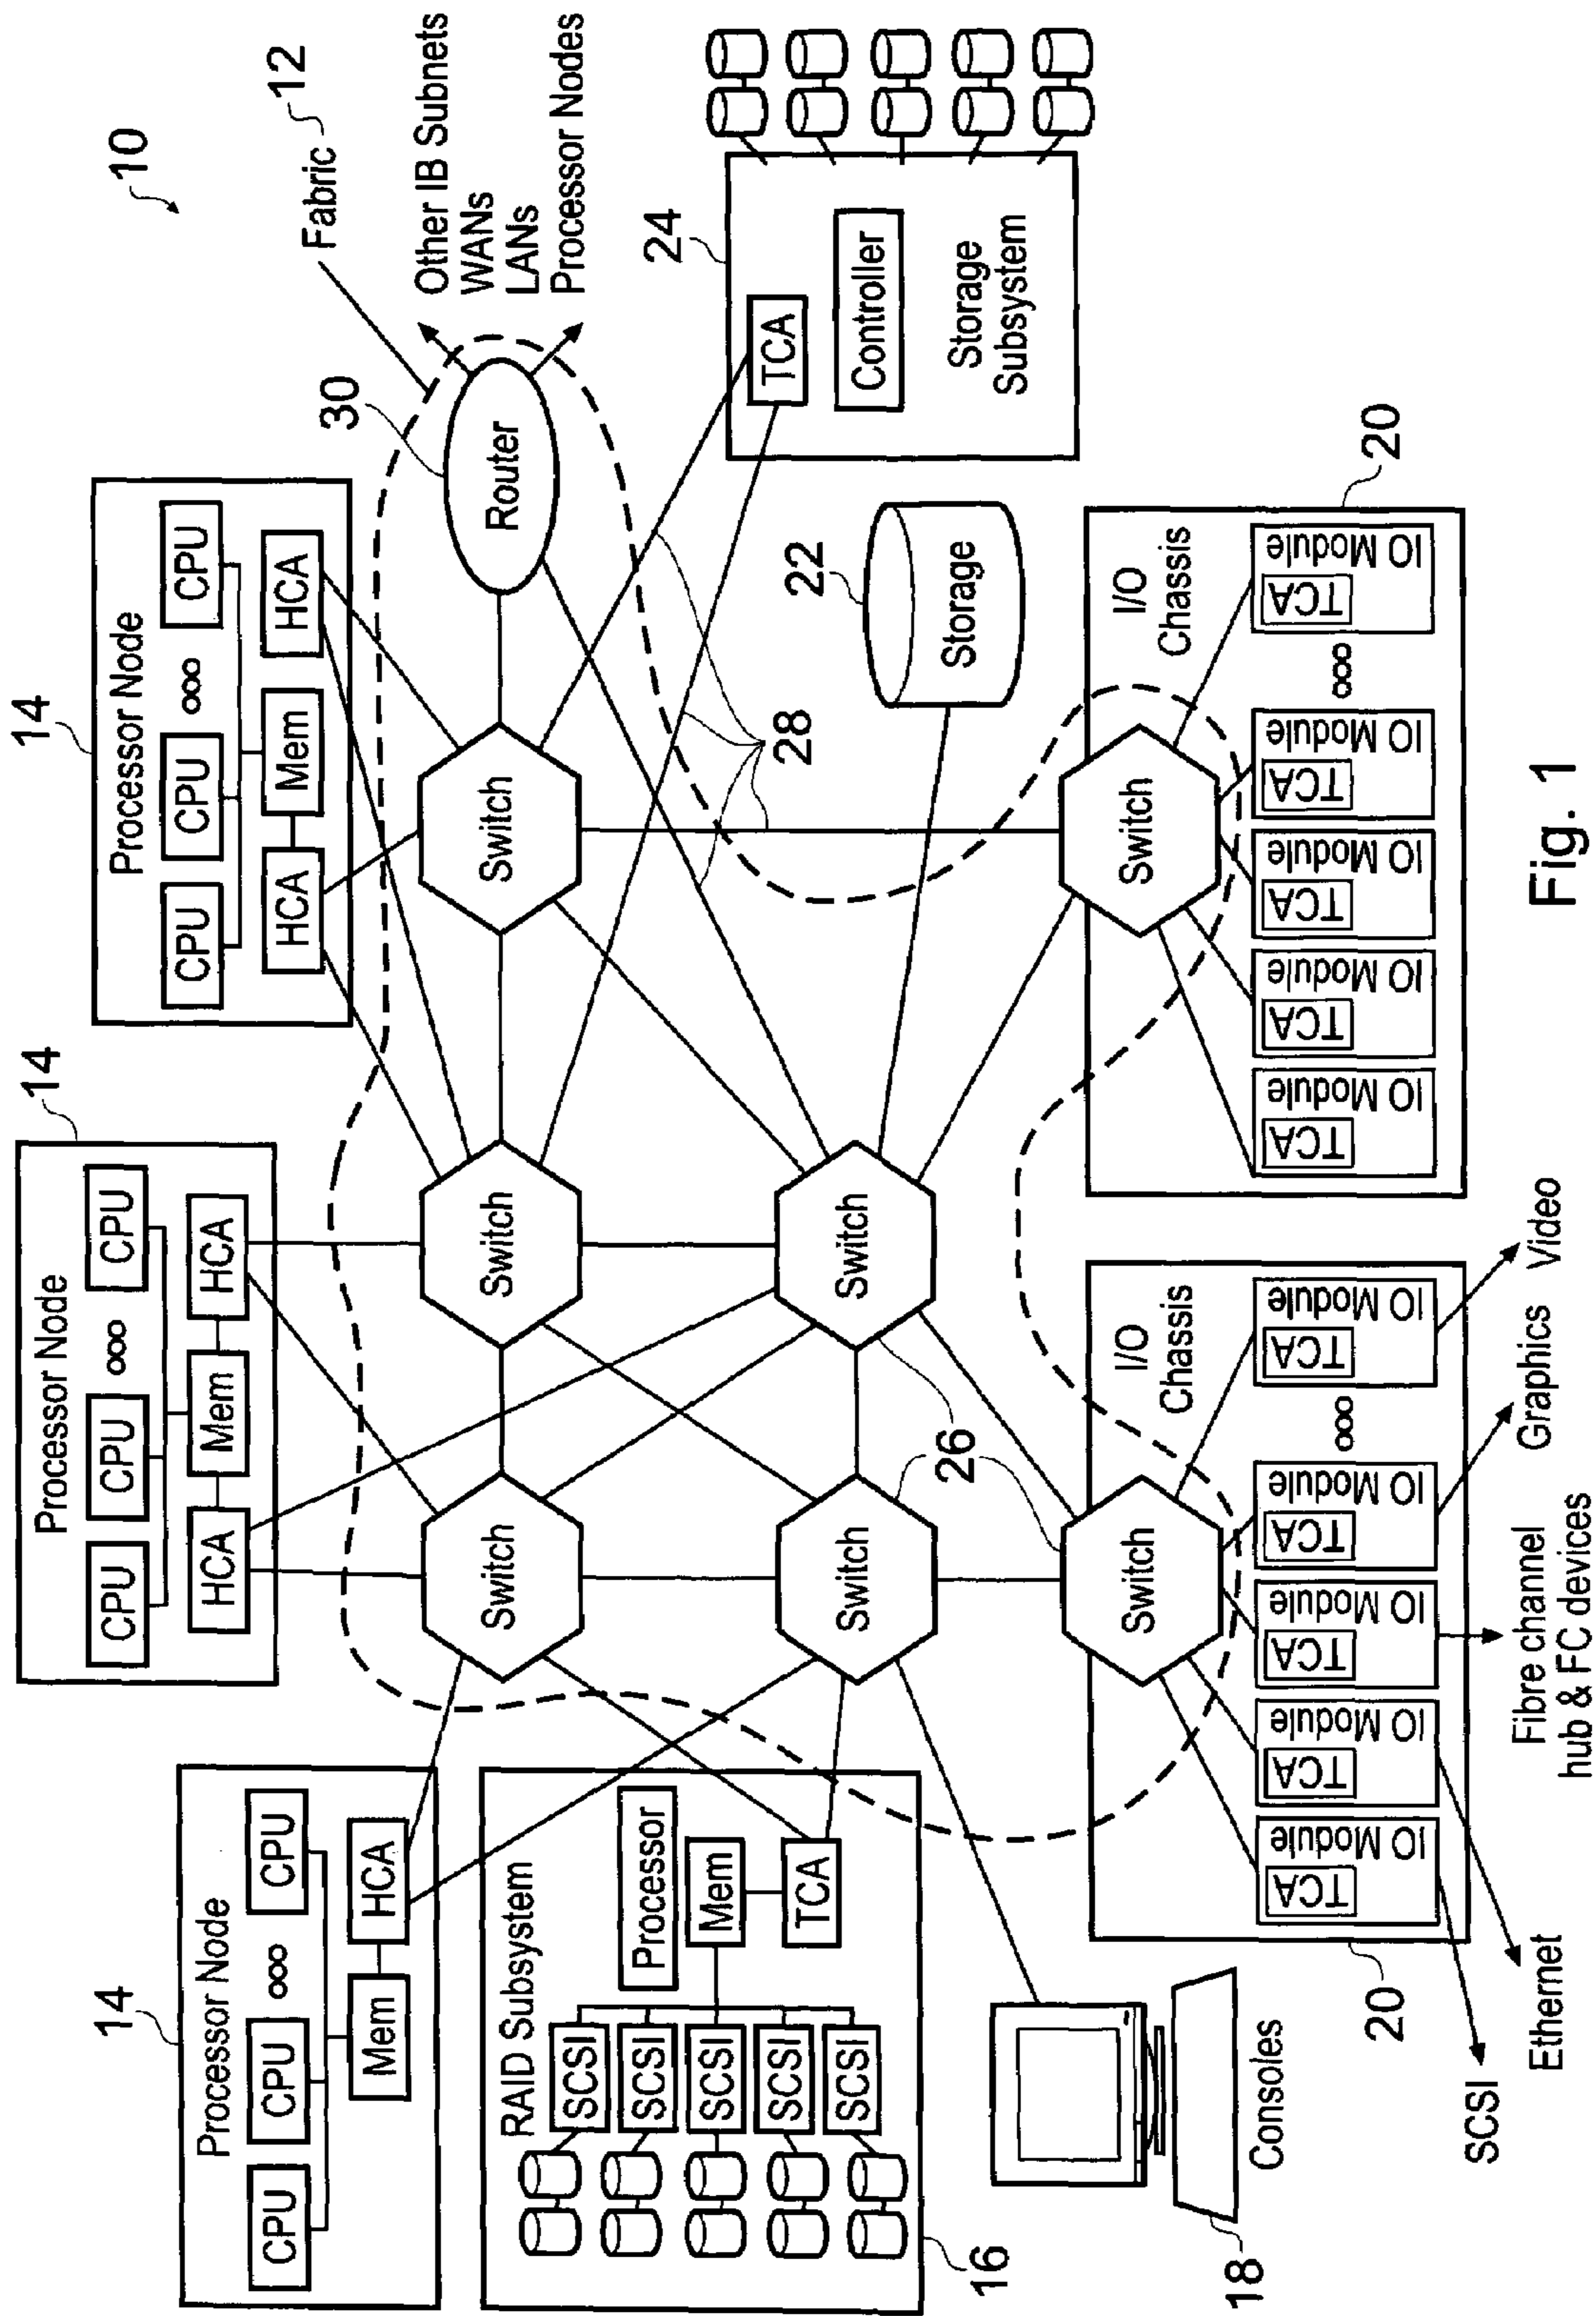 10
Fabric
12
Other IB Subnets
WANs
LANs
Processor Nodes
14
Processor Node
CPU
CPU
CPU
HCA
Mem
14
Processor Node
CPU
CPU
CPU
HCA
Mem
HCA
14
Processor Node
CPU
CPU
CPU
HCA
Mem
HCA
RAID Subsystem
Processor
SCSI
SCSI
SCSI
SCSI
SCSI
Mem
TCA
16
Switch
Switch
Switch
Switch
Switch
Switch
Switch
26
28
30
Router
24
TCA
Controller
Storage
Subsystem
22
Storage
Consoles
18
I/O
Chassis
TCA
IO Module
TCA
IO Module
TCA
IO Module
TCA
IO Module
TCA
IO Module
20
SCSI
Ethernet
Fibre channel
hub & FC devices
Graphics
Video
I/O
Chassis
TCA
IO Module
TCA
IO Module
TCA
IO Module
TCA
IO Module
TCA
IO Module
20
Fig. 1